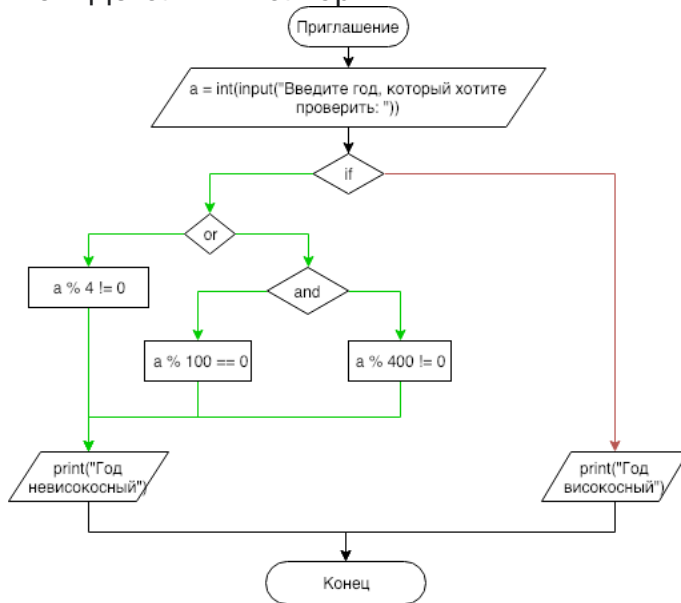 Приглашение
a = int(input("Введите год, который хотите
проверить: "))
if
or
a % 4 != 0
and
a % 100 == 0
a % 400 != 0
print("Год
невисокосный")
print("Год
високосный")
Конец